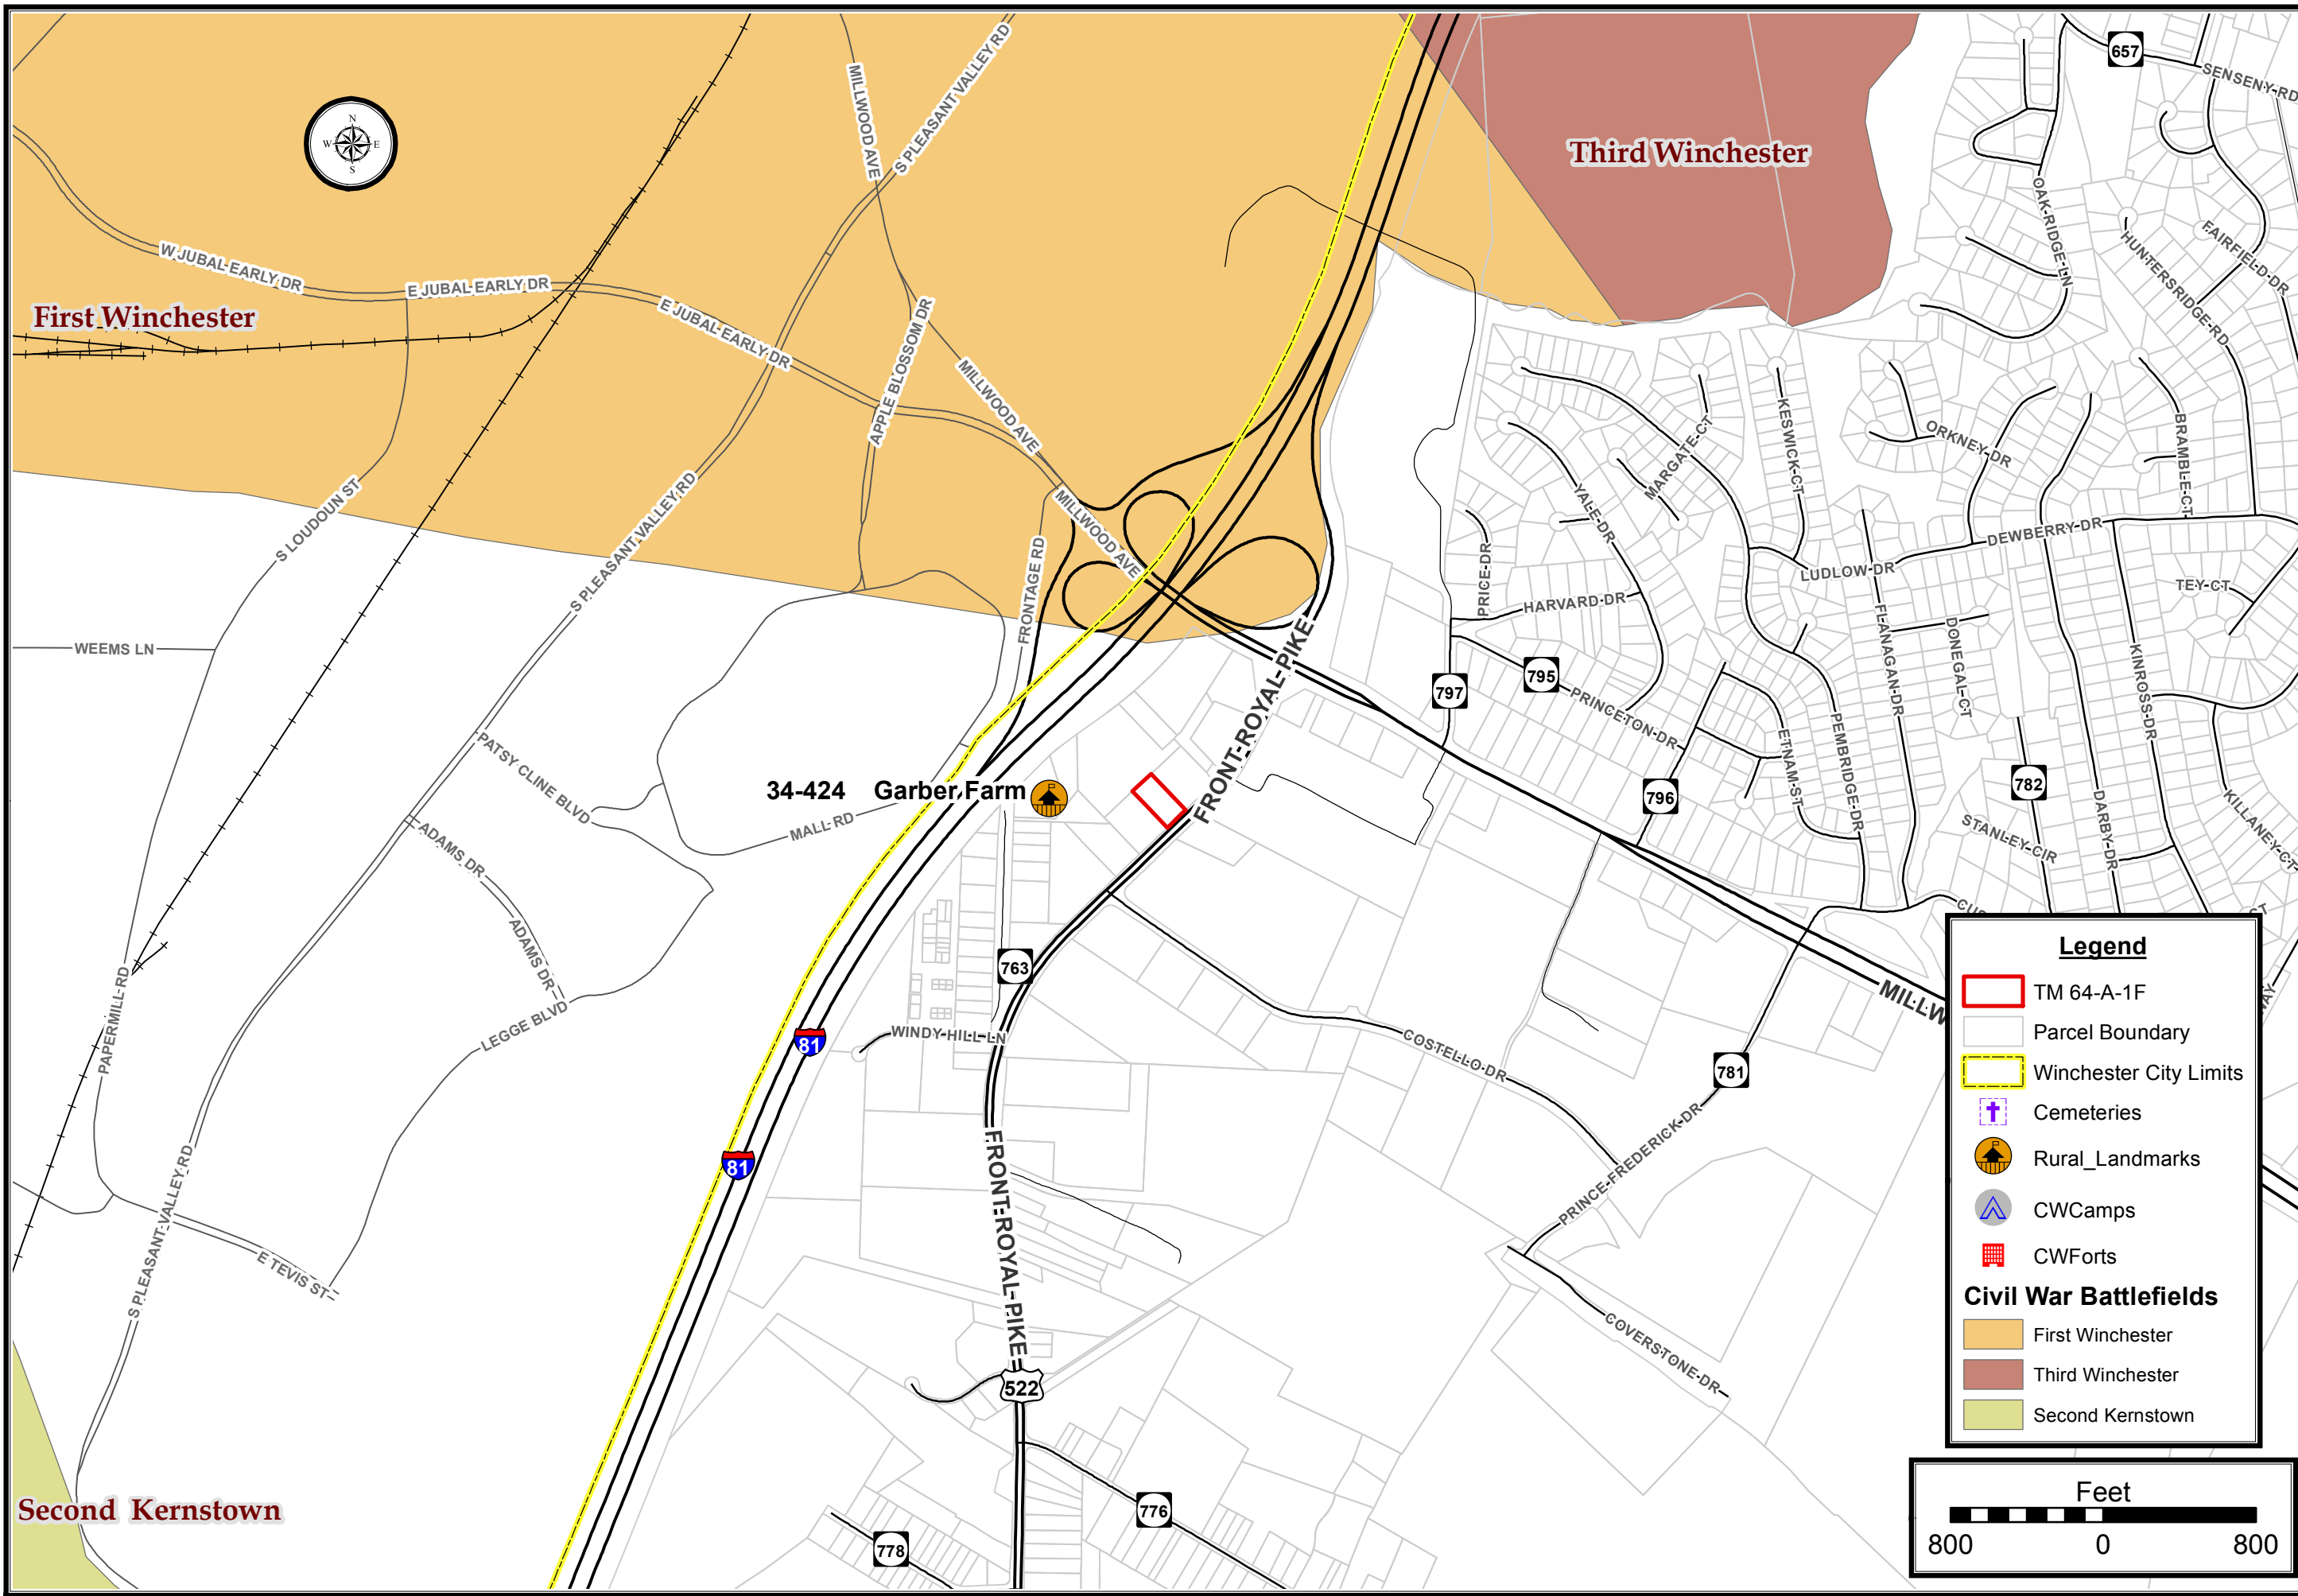 657
SENSENY RD
MILLWOOD AVE
S PLEASANT VALLEY RD
N
W E
S
Third Winchester
OAK RIDGE LN
HUNTERSRIDGE RD
FAIRFIELD DR
W JUBAL EARLY DR
E JUBAL EARLY DR
First Winchester
E JUBAL EARLY DR
APPLE BLOSSOM DR
MILLWOOD AVE
MARGATE CT
KESWICK CT
ORKNEY DR
BRAMBLE CT
S LOUDOUN ST
S PLEASANT VALLEY RD
MILLWOOD AVE
YALE DR
DEWBERRY DR
FRONTAGE RD
PRICE DR
LUDLOW DR
TEY CT
HARVARD DR
FLANAGAN DR
DONEGAL CT
KINROSS DR
WEEMS LN
FRONT ROYAL PIKE
797
795
PRINCETON DR
ETNAM ST
PEMBRIDGE DR
PATSY CLINE BLVD
34-424 Garber Farm
MALL RD
796
782
DARBY DR
KILLANEY CT
STANLEY CIR
ADAMS DR
ADAMS DR
763
CUS
CT
WAY
PAPERMILL RD
LEGGE BLVD
81
WINDY HILL LN
COSTELLO DR
MILLW
781
81
FRONT ROYAL PIKE
PRINCE FREDERICK DR
S PLEASANT VALLEY RD
E TEVIS ST
COVERSTONE DR
522
Second Kernstown
776
778
Legend
TM 64-A-1F
Parcel Boundary
Winchester City Limits
Cemeteries
Rural_Landmarks
CWCamps
CWForts
Civil War Battlefields
First Winchester
Third Winchester
Second Kernstown
Feet
800 0 800